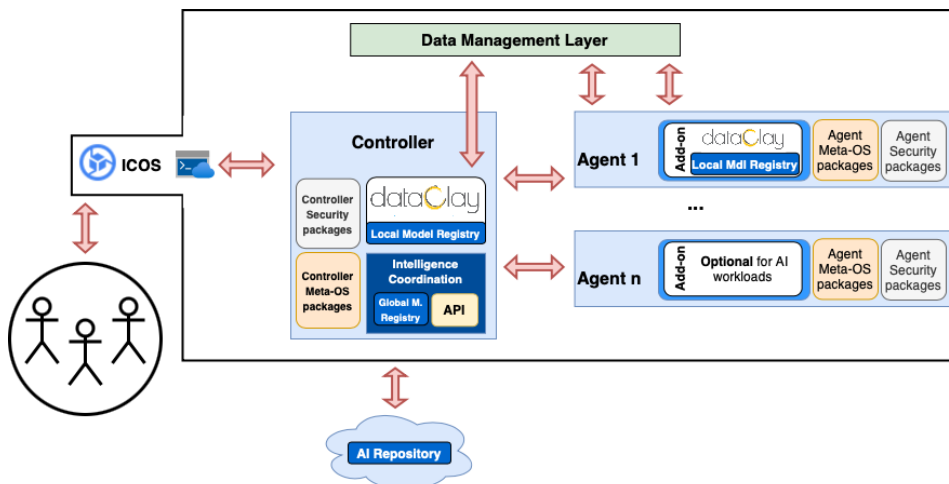 Data Management Layer
ICOS
Controller
Controller
Security
packages
dataClay
Local Model Registry
Controller
Meta-OS
packages
Intelligence
Coordination
Global M.
Registry
API
Agent 1
Add-on
dataClay
Local Mdl Registry
Agent
Meta-OS
packages
Agent
Security
packages
...
Agent n
Add-on
Optional for AI
workloads
Agent
Meta-OS
packages
Agent
Security
packages
AI Repository